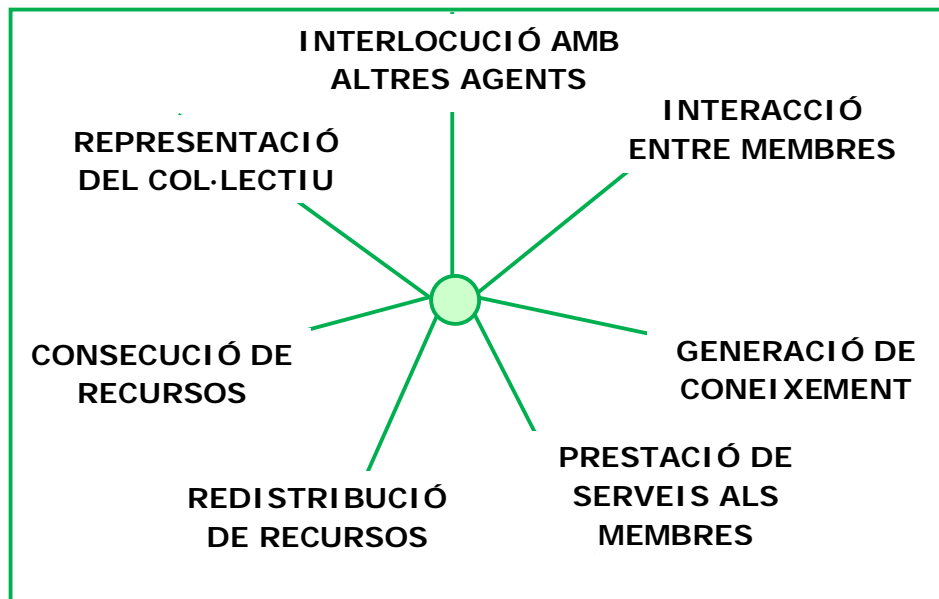 INTERLOCUCIÓ AMB
ALTRES AGENTS
INTERACCIÓ
ENTRE MEMBRES
REPRESENTACIÓ
DEL COL·LECTIU
CONSECUCIÓ DE
RECURSOS
GENERACIÓ DE
CONEIXEMENT
REDISTRIBUCIÓ
DE RECURSOS
PRESTACIÓ DE
SERVEIS ALS
MEMBRES